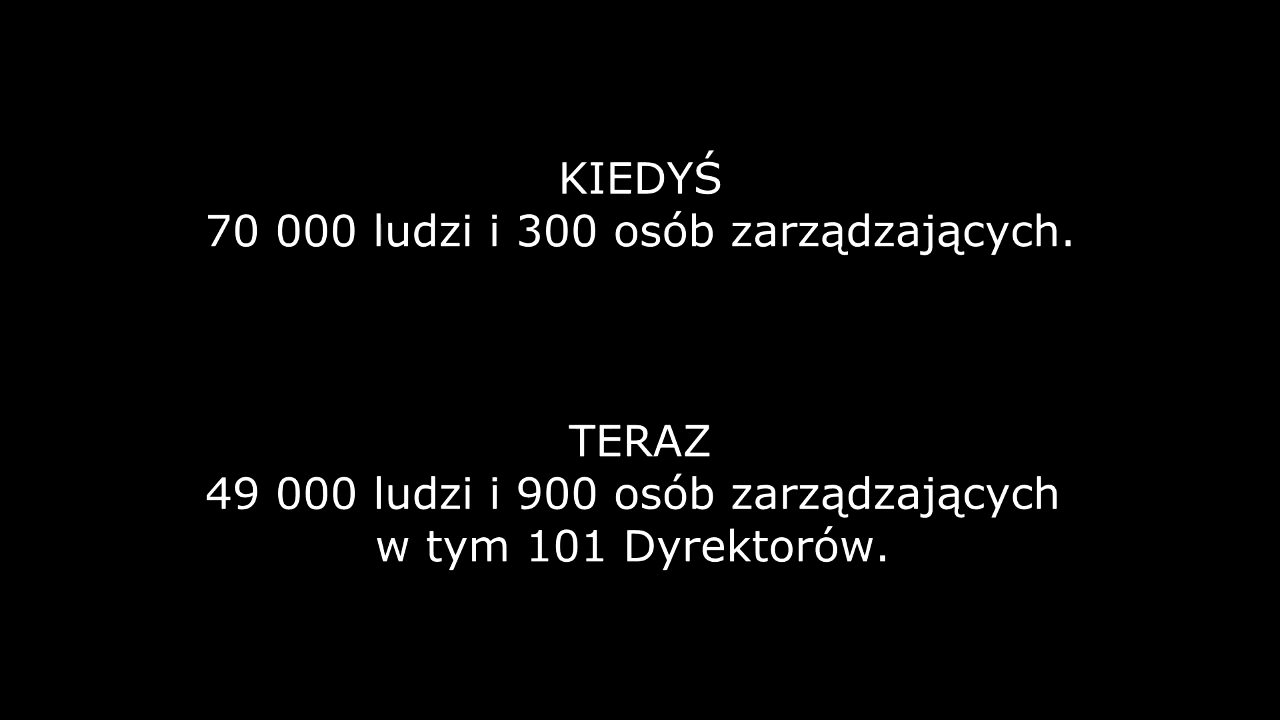 KIEDYŚ
70 000 ludzi i 300 osób zarządzających.
TERAZ
49 000 ludzi i 900 osób zarządzających
w tym 101 Dyrektorów.